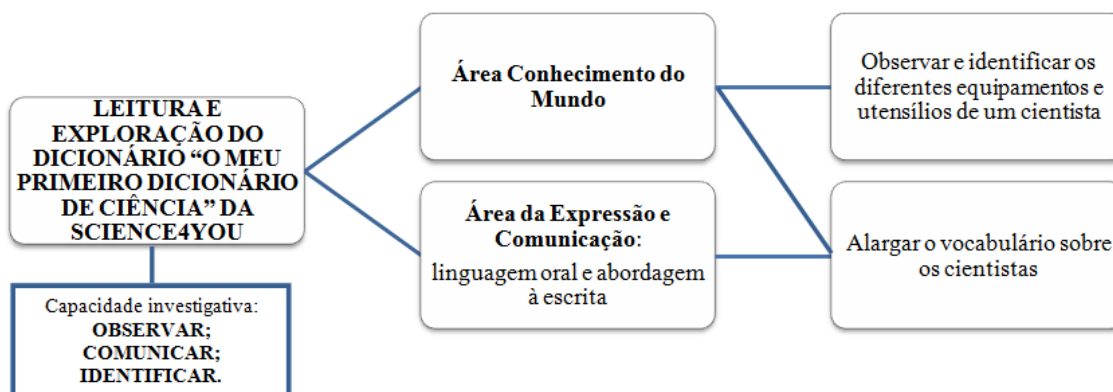 LEITURA E
EXPLORAÇÃO DO
DICIONÁRIO “O MEU
PRIMEIRO DICIONÁRIO
DE CIÊNCIA” DA
SCIENCE4YOU
Capacidade investigativa:
OBSERVAR;
COMUNICAR;
IDENTIFICAR.
Área Conhecimento do
Mundo
Área da Expressão e
Comunicação:
linguagem oral e abordagem
à escrita
Observar e identificar os
diferentes equipamentos e
utensílios de um cientista
Alargar o vocabulário sobre
os cientistas